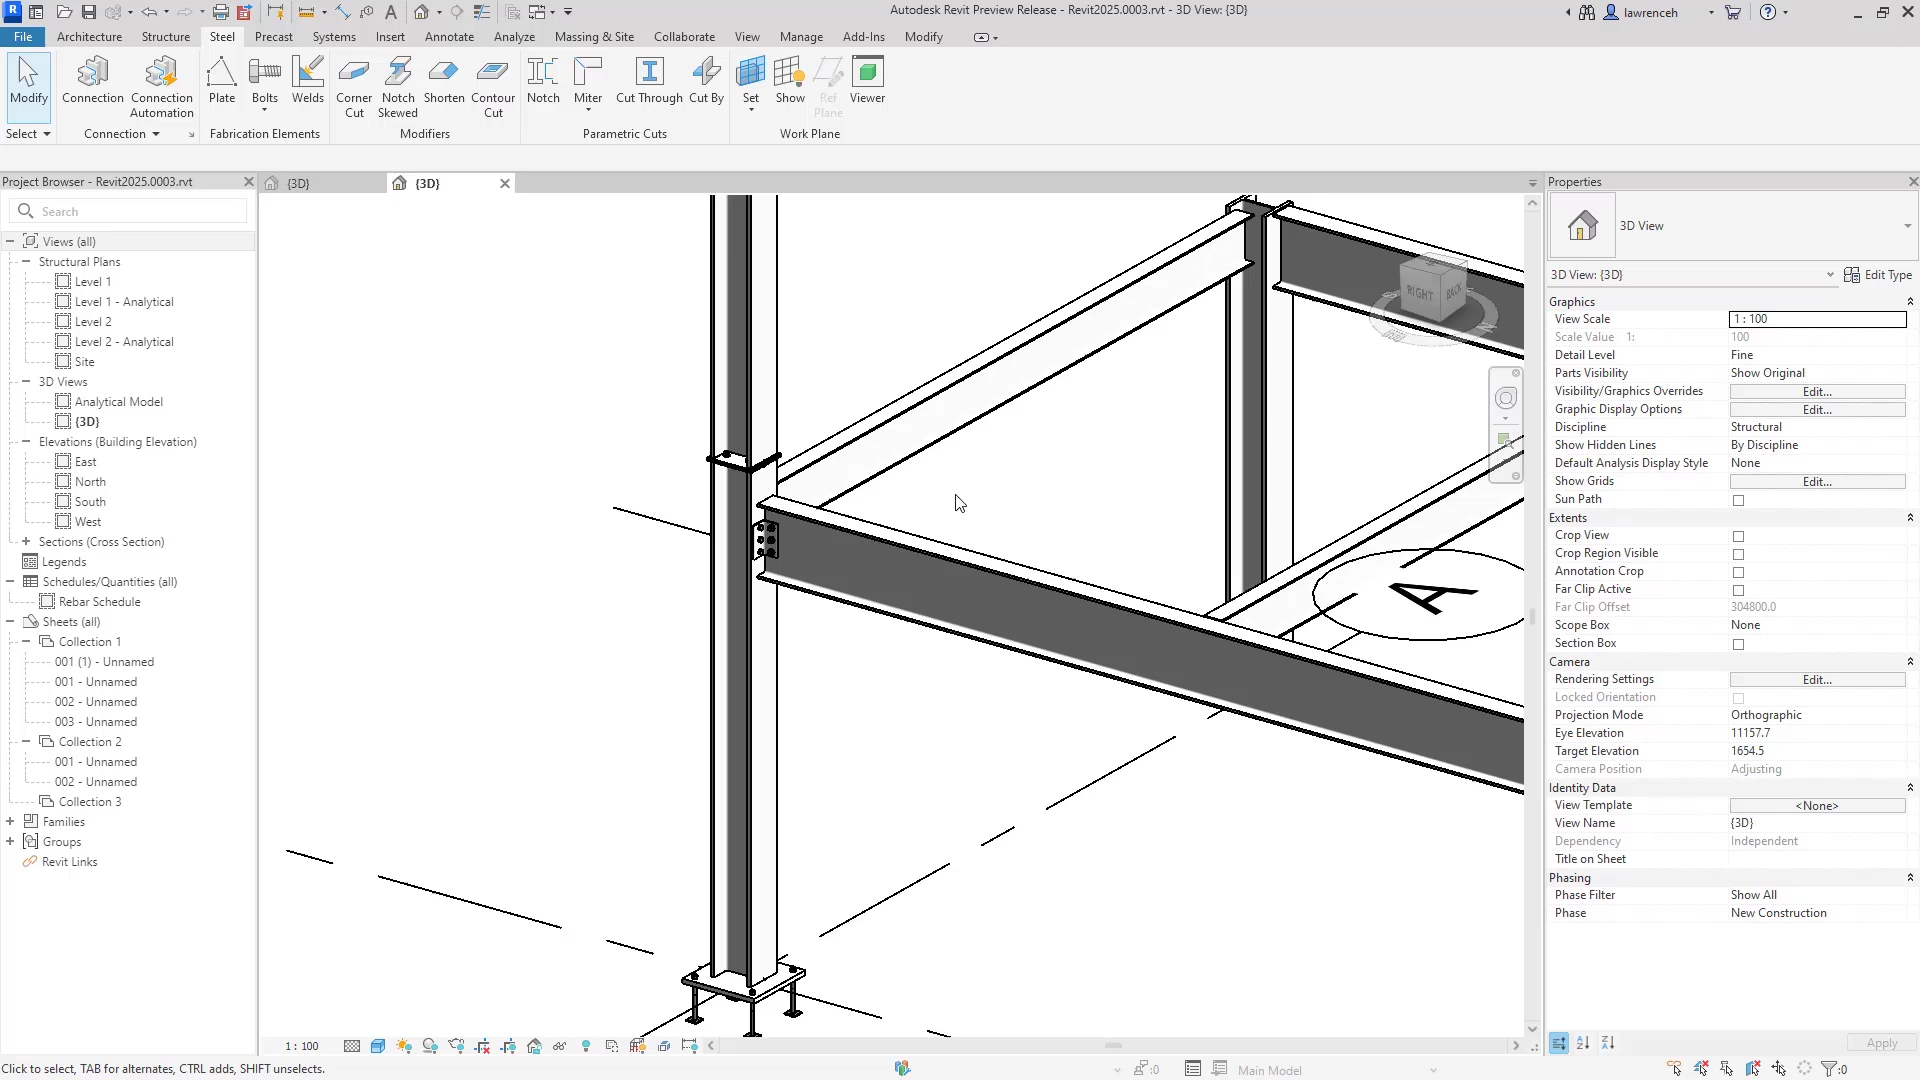 Autodesk Revit Preview Release - Revit2025.0003.rvt - 3D View: {3D}
lawrenceh
File Architecture Structure Steel Precast Systems Insert Annotate Analyze Massing & Site Collaborate View Manage Add-Ins Modify
Modify Connection Connection Automation Plate Bolts Welds Corner Cut Notch Skewed Shorten Contour Cut Notch Miter Cut Through Cut By Set Show Ref Plane Viewer
Select Connection Fabrication Elements Modifiers Parametric Cuts Work Plane
Project Browser - Revit2025.0003.rvt
Search
Views (all)
Structural Plans
Level 1
Level 1 - Analytical
Level 2
Level 2 - Analytical
Site
3D Views
Analytical Model
{3D}
Elevations (Building Elevation)
East
North
South
West
Sections (Cross Section)
Legends
Schedules/Quantities (all)
Rebar Schedule
Sheets (all)
Collection 1
001 (1) - Unnamed
001 - Unnamed
002 - Unnamed
003 - Unnamed
Collection 2
001 - Unnamed
002 - Unnamed
Collection 3
Families
Groups
Revit Links
{3D} {3D}
RIGHT BACK
A
Properties
3D View
3D View: {3D} Edit Type
Graphics
View Scale 1 : 100
Scale Value 1: 100
Detail Level Fine
Parts Visibility Show Original
Visibility/Graphics Overrides Edit...
Graphic Display Options Edit...
Discipline Structural
Show Hidden Lines By Discipline
Default Analysis Display Style None
Show Grids Edit...
Sun Path
Extents
Crop View
Crop Region Visible
Annotation Crop
Far Clip Active
Far Clip Offset 304800.0
Scope Box None
Section Box
Camera
Rendering Settings Edit...
Locked Orientation
Projection Mode Orthographic
Eye Elevation 11157.7
Target Elevation 1654.5
Camera Position Adjusting
Identity Data
View Template <None>
View Name {3D}
Dependency Independent
Title on Sheet
Phasing
Phase Filter Show All
Phase New Construction
Apply
1 : 100
Click to select, TAB for alternates, CTRL adds, SHIFT unselects.
:0
Main Model
:0